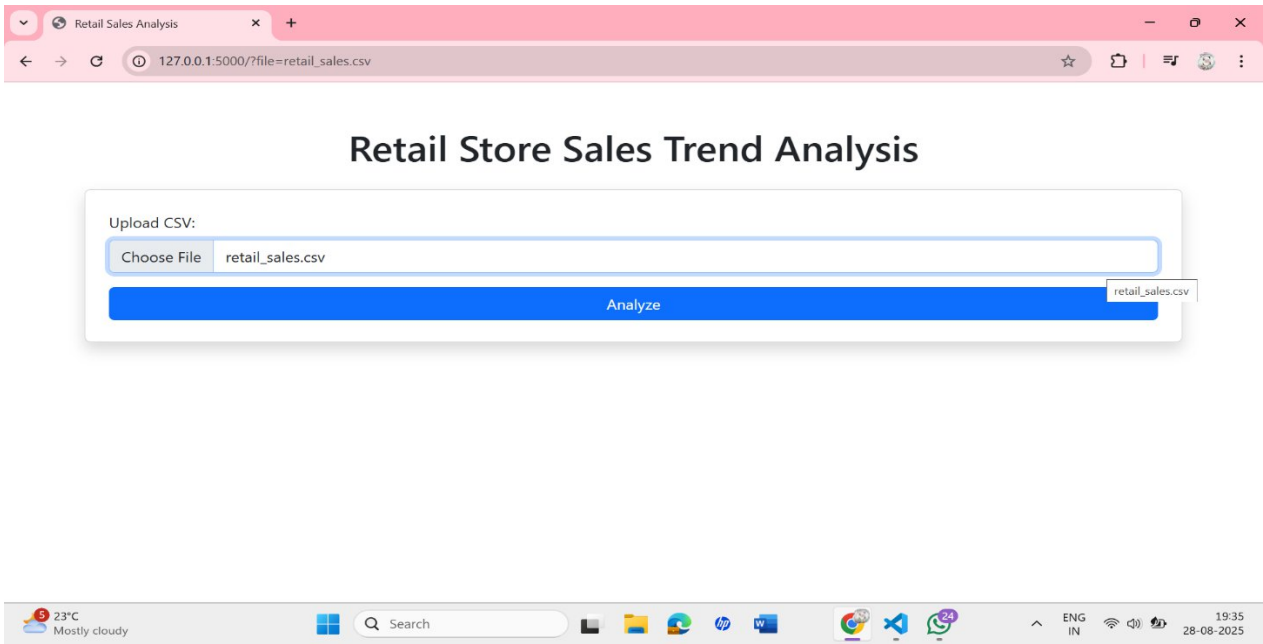 Retail Sales Analysis
127.0.0.1:5000/?file=retail_sales.csv
Retail Store Sales Trend Analysis
Upload CSV:
Choose File retail_sales.csv
retail_sales.csv
Analyze
5 23°C
Mostly cloudy
Search
hp
W
24
ENG
IN
19:35
28-08-2025